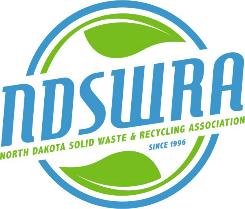 NDSWRA
NORTH DAKOTA SOLID WASTE & RECYCLING ASSOCIATION
SINCE 1996